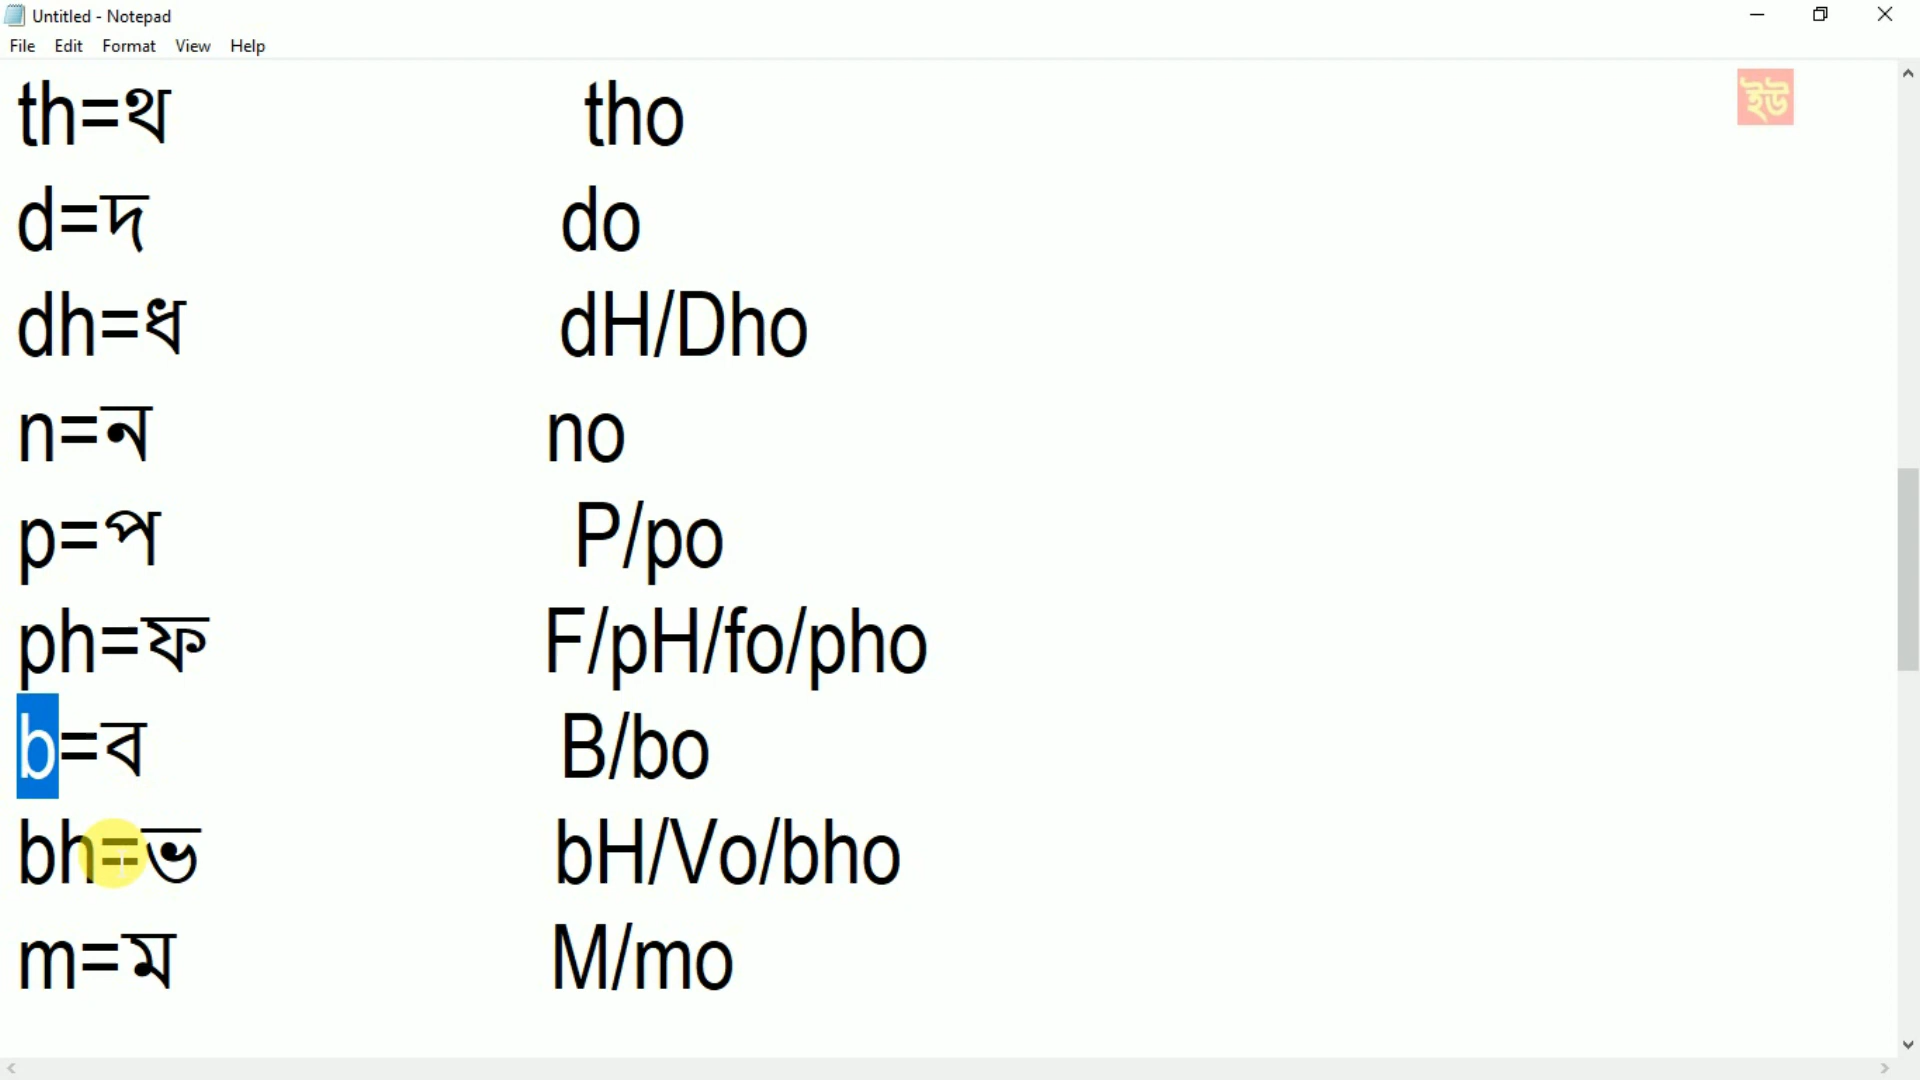 Untitled - Notepad
File Edit Format View Help
ইউ
th=থ tho
d=দ do
dh=ধ dH/Dho
n=ন no
p=প P/po
ph=ফ F/pH/fo/pho
b=ব B/bo
bh=ভ bH/Vo/bho
m=ম M/mo